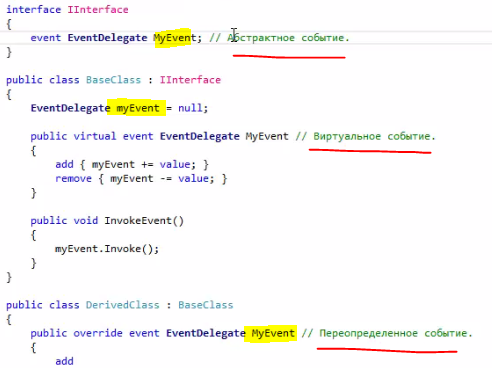 interface IInterface
{
    event EventDelegate MyEvent; // Абстрактное событие.
}
public class BaseClass : IInterface
{
    EventDelegate myEvent = null;
    public virtual event EventDelegate MyEvent // Виртуальное событие.
    {
        add { myEvent += value; }
        remove { myEvent -= value; }
    }
    public void InvokeEvent()
    {
        myEvent.Invoke();
    }
}
public class DerivedClass : BaseClass
{
    public override event EventDelegate MyEvent // Переопределенное событие.
    {
        add